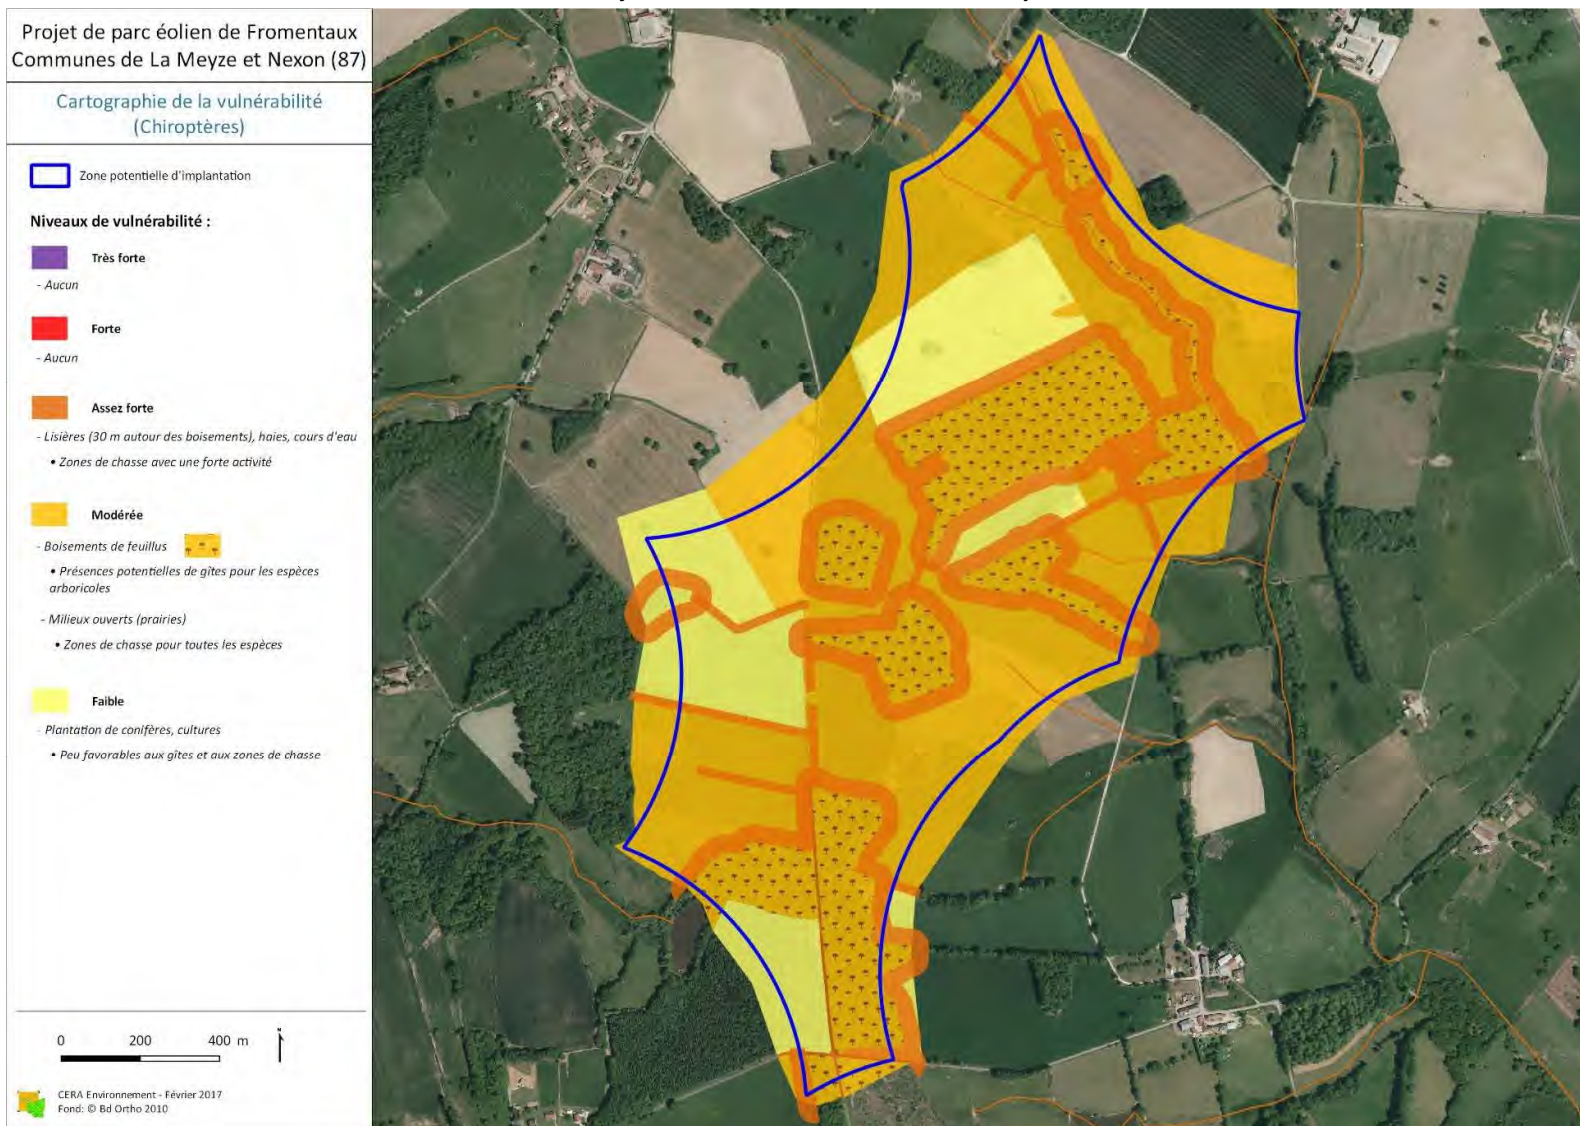 Projet de parc éolien de Fromentaux
Communes de La Meyze et Nexon (87)
Cartographie de la vulnérabilité
(Chiroptères)
Zone potentielle d'implantation
Niveaux de vulnérabilité :
Très forte
- Aucun
Forte
- Aucun
Assez forte
- Lisières (30 m autour des boisements), haies, cours d'eau
• Zones de chasse avec une forte activité
Modérée
- Boisements de feuillus
• Présences potentielles de gîtes pour les espèces
arboricoles
- Milieux ouverts (prairies)
• Zones de chasse pour toutes les espèces
Faible
- Plantation de conifères, cultures
• Peu favorables aux gîtes et aux zones de chasse
0 200 400 m
N
CERA Environnement - Février 2017
Fond: © Bd Ortho 2010